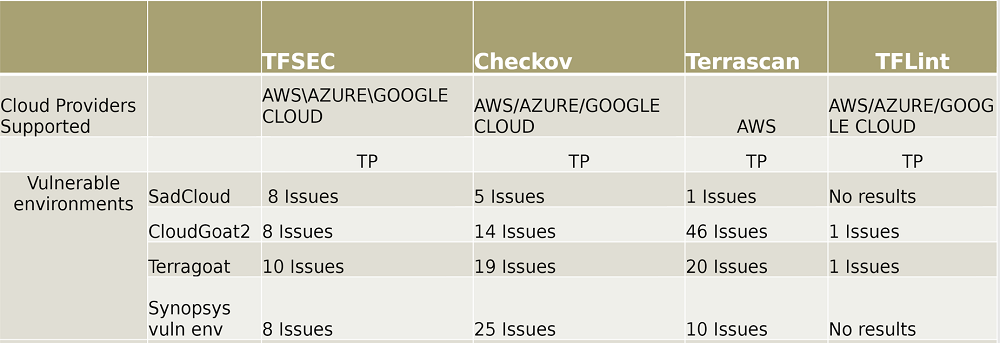 TFSEC Checkov Terrascan TFLint
Cloud Providers Supported AWS\AZURE\GOOGLE CLOUD AWS/AZURE/GOOGLE CLOUD AWS AWS/AZURE/GOOGLE CLOUD
TP TP TP TP
Vulnerable environments SadCloud 8 Issues 5 Issues 1 Issues No results
CloudGoat2 8 Issues 14 Issues 46 Issues 1 Issues
Terragoat 10 Issues 19 Issues 20 Issues 1 Issues
Synopsys vuln env 8 Issues 25 Issues 10 Issues No results